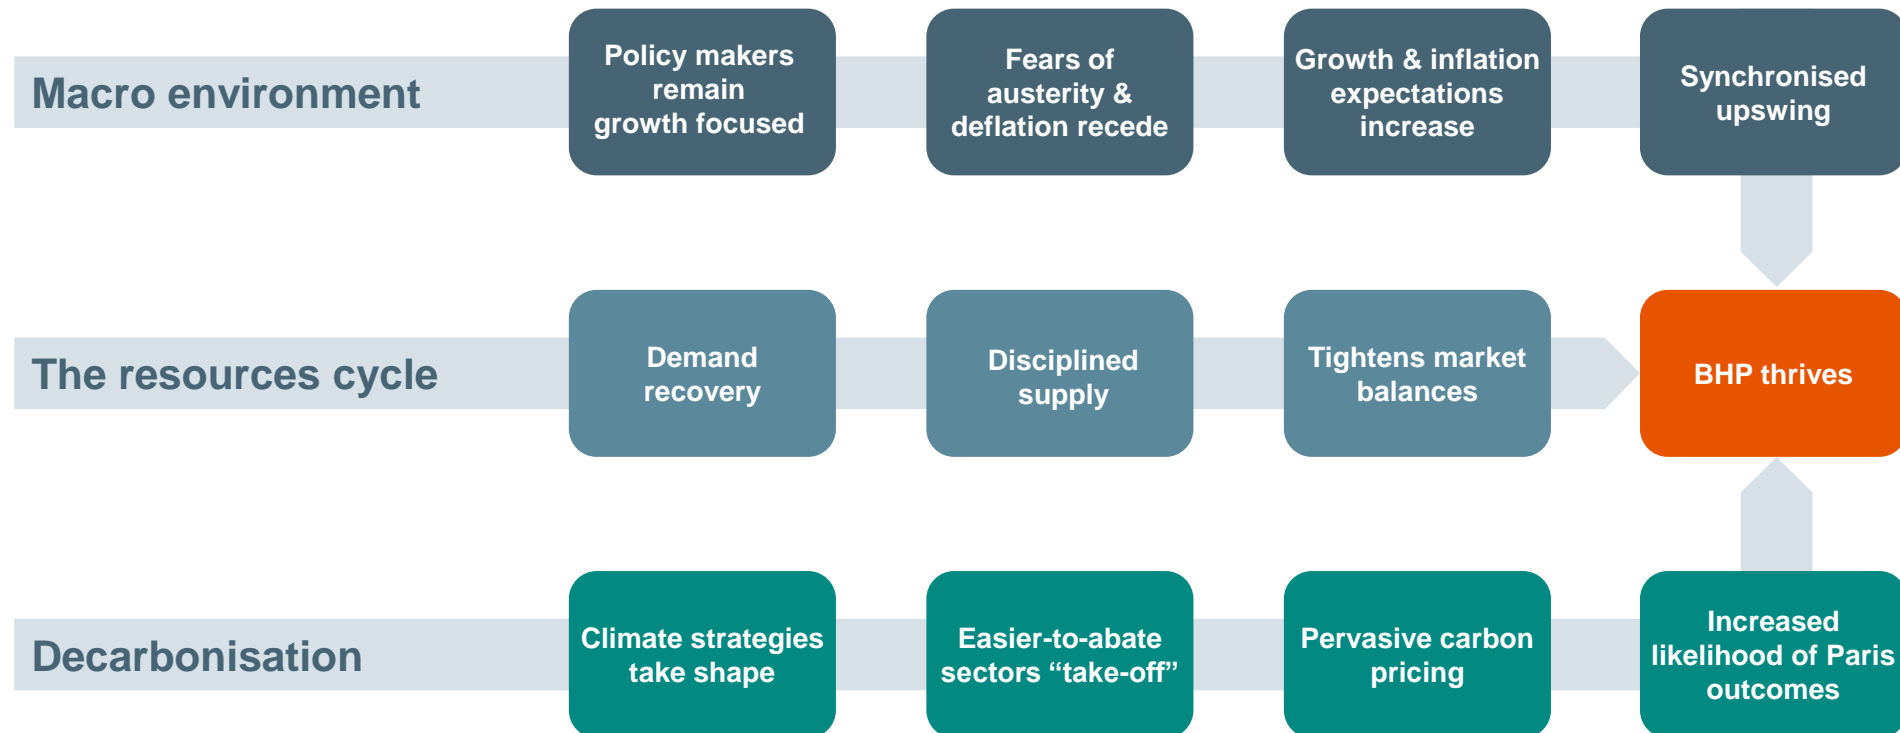 Macro environment
Policy makers
remain
growth focused
Fears of
austerity &
deflation recede
Growth & inflation
expectations
increase
Synchronised
upswing
The resources cycle
Demand
recovery
Disciplined
supply
Tightens market
balances
BHP thrives
Decarbonisation
Climate strategies
take shape
Easier-to-abate
sectors “take-off”
Pervasive carbon
pricing
Increased
likelihood of Paris
outcomes